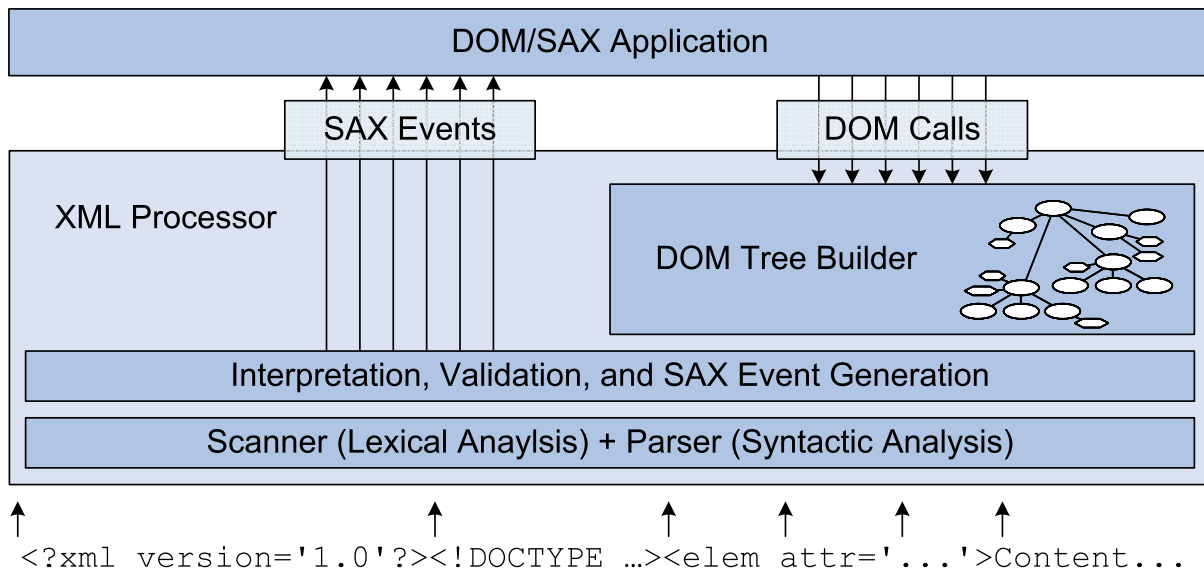 DOM/SAX Application
SAX Events
DOM Calls
XML Processor
DOM Tree Builder
Interpretation, Validation, and SAX Event Generation
Scanner (Lexical Anaylsis) + Parser (Syntactic Analysis)
<?xml version='1.0'?><!DOCTYPE …><elem attr='...'>Content...